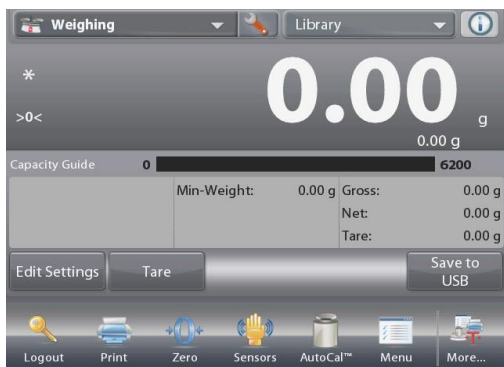 Weighing Library
*
0.00 g
>0<
0.00 g
Capacity Guide 0 6200
Min-Weight: 0.00 g Gross: 0.00 g
Net: 0.00 g
Tare: 0.00 g
Edit Settings Tare Save to USB
Logout Print Zero Sensors AutoCal™ Menu More...